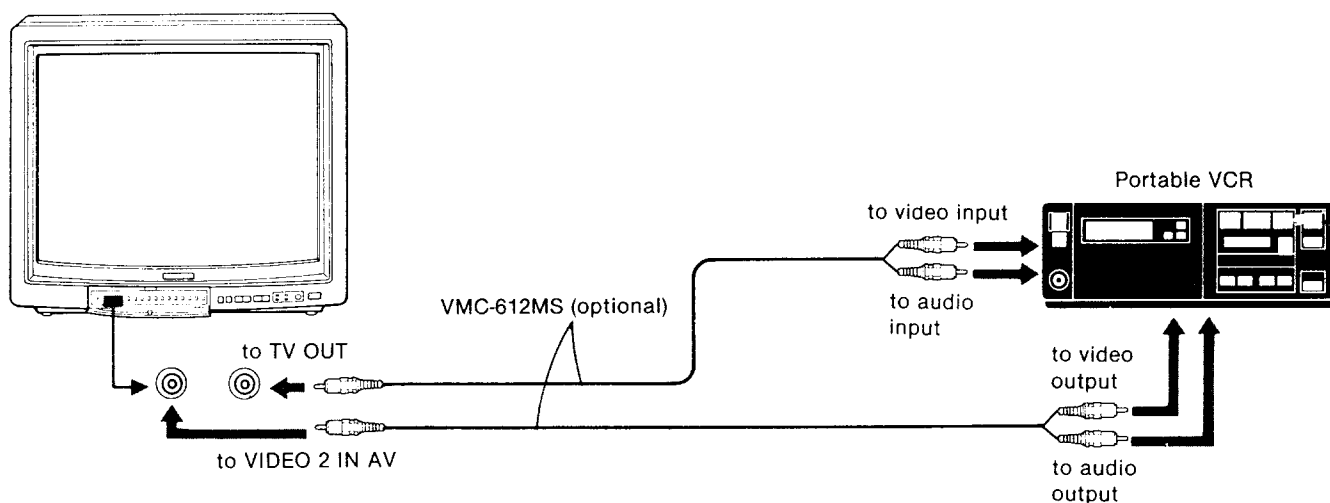 Portable VCR
to video input
to audio
input
VMC-612MS (optional)
to TV OUT
to video
output
to VIDEO 2 IN AV
to audio
output